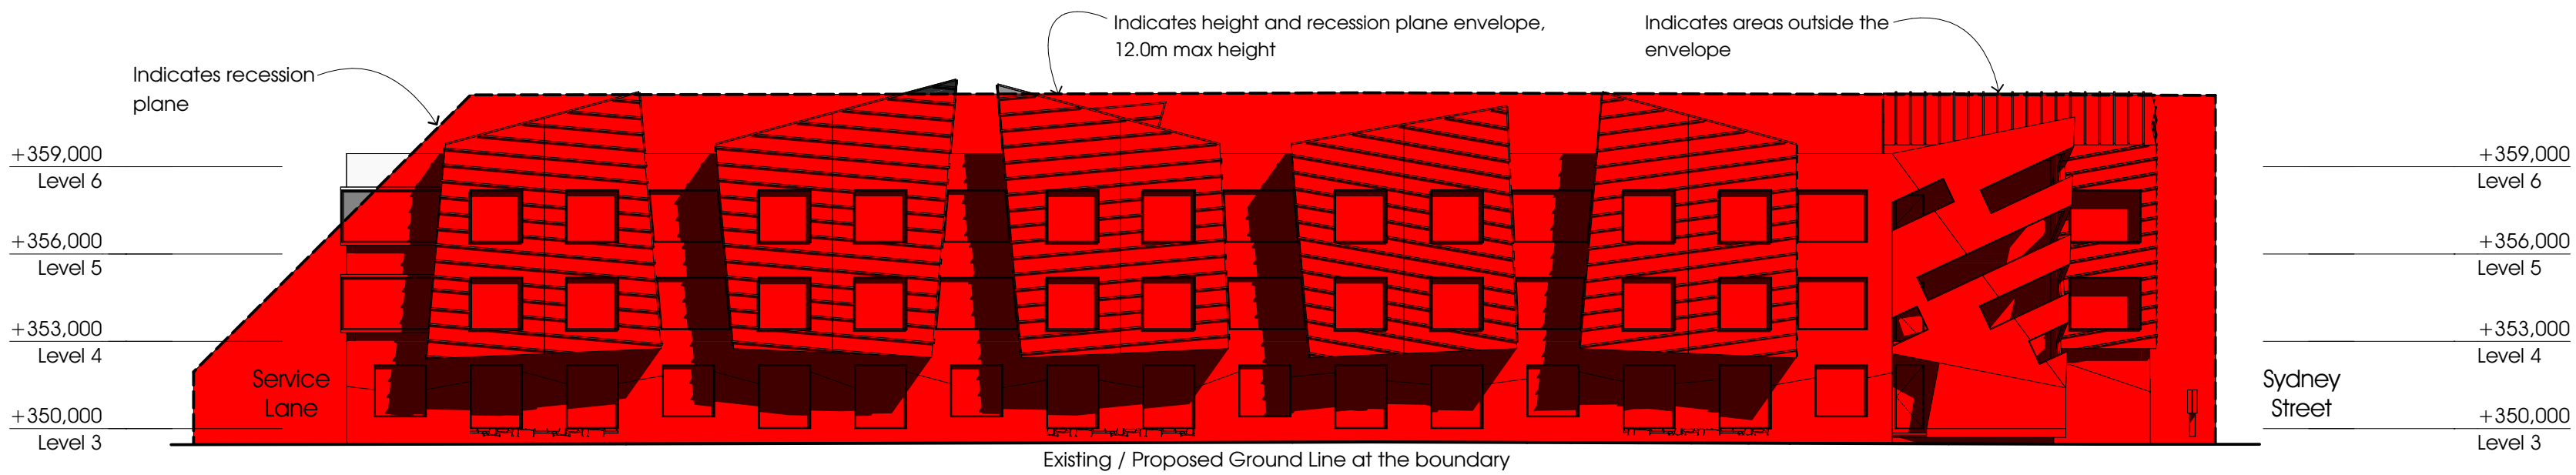 Indicates height and recession plane envelope,
12.0m max height
Indicates areas outside the
envelope
Indicates recession
plane
+359,000
Level 6
+356,000
Level 5
+353,000
Level 4
+350,000
Level 3
Service
Lane
+359,000
Level 6
+356,000
Level 5
+353,000
Level 4
+350,000
Level 3
Sydney
Street
Existing / Proposed Ground Line at the boundary